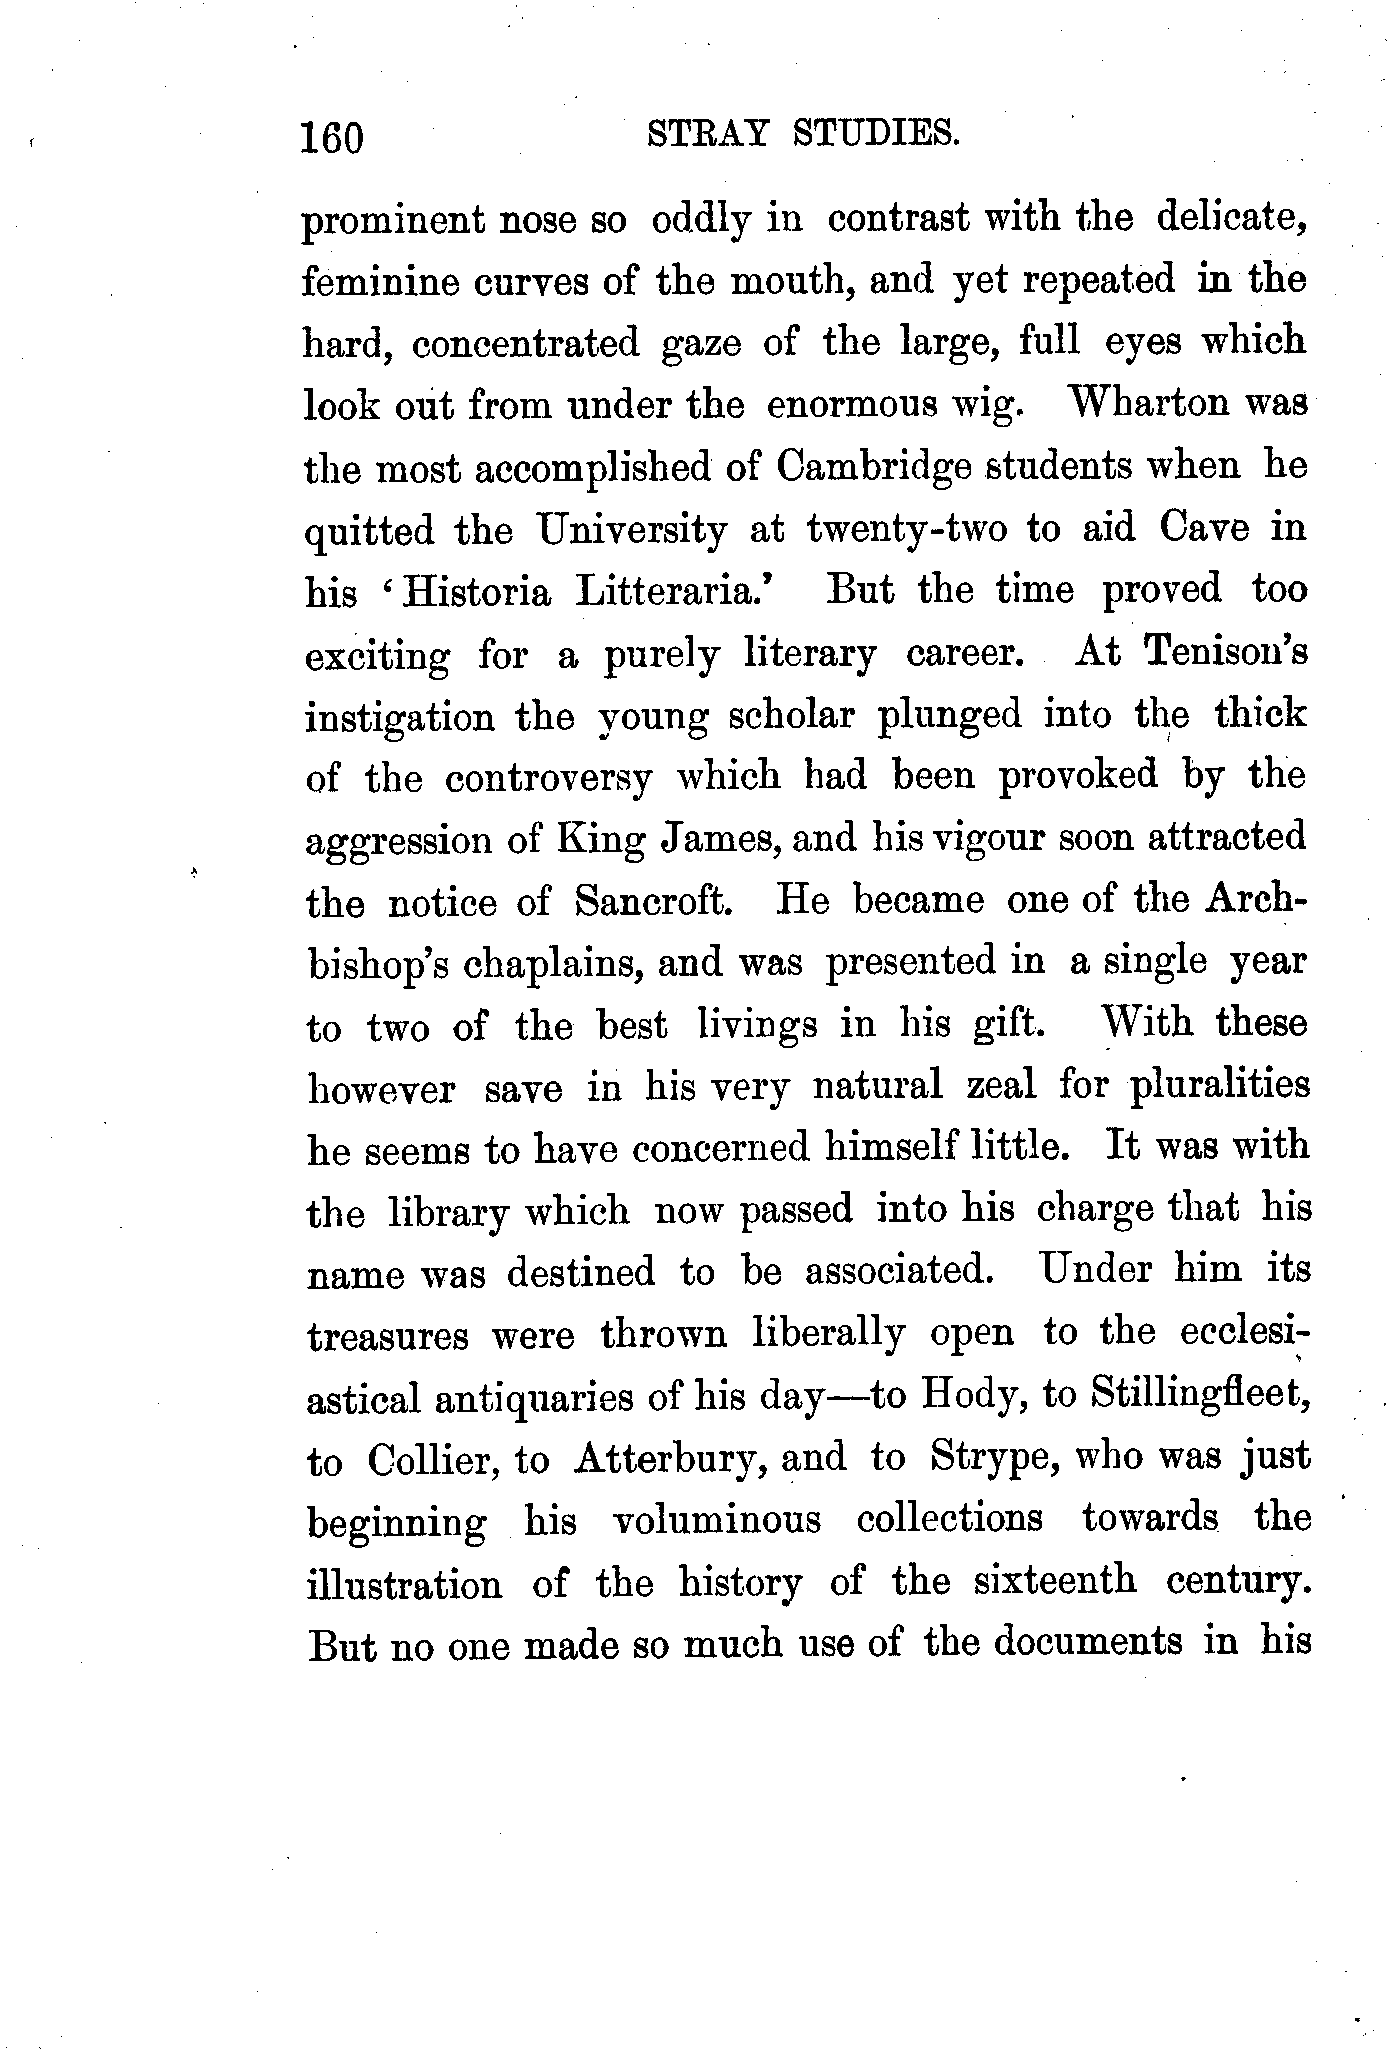 160 STRAY STUDIES.
prominent nose so oddly in contrast with the delicate,
feminine curves of the mouth, and yet repeated in the
hard, concentrated gaze of the large, full eyes which
look out from under the enormous wig. Wharton was
the most accomplished of Cambridge students when he
quitted the University at twenty-two to aid Cave in
his ‘Historia Litteraria.’ But the time proved too
exciting for a purely literary career. At Tenison’s
instigation the young scholar plunged into the thick
of the controversy which had been provoked by the
aggression of King James, and his vigour soon attracted
the notice of Sancroft. He became one of the Arch-
bishop’s chaplains, and was presented in a single year
to two of the best livings in his gift. With these
however save in his very natural zeal for pluralities
he seems to have concerned himself little. It was with
the library which now passed into his charge that his
name was destined to be associated. Under him its
treasures were thrown liberally open to the ecclesi-
astical antiquaries of his day—to Hody, to Stillingfleet,
to Collier, to Atterbury, and to Strype, who was just
beginning his voluminous collections towards the
illustration of the history of the sixteenth century.
But no one made so much use of the documents in his